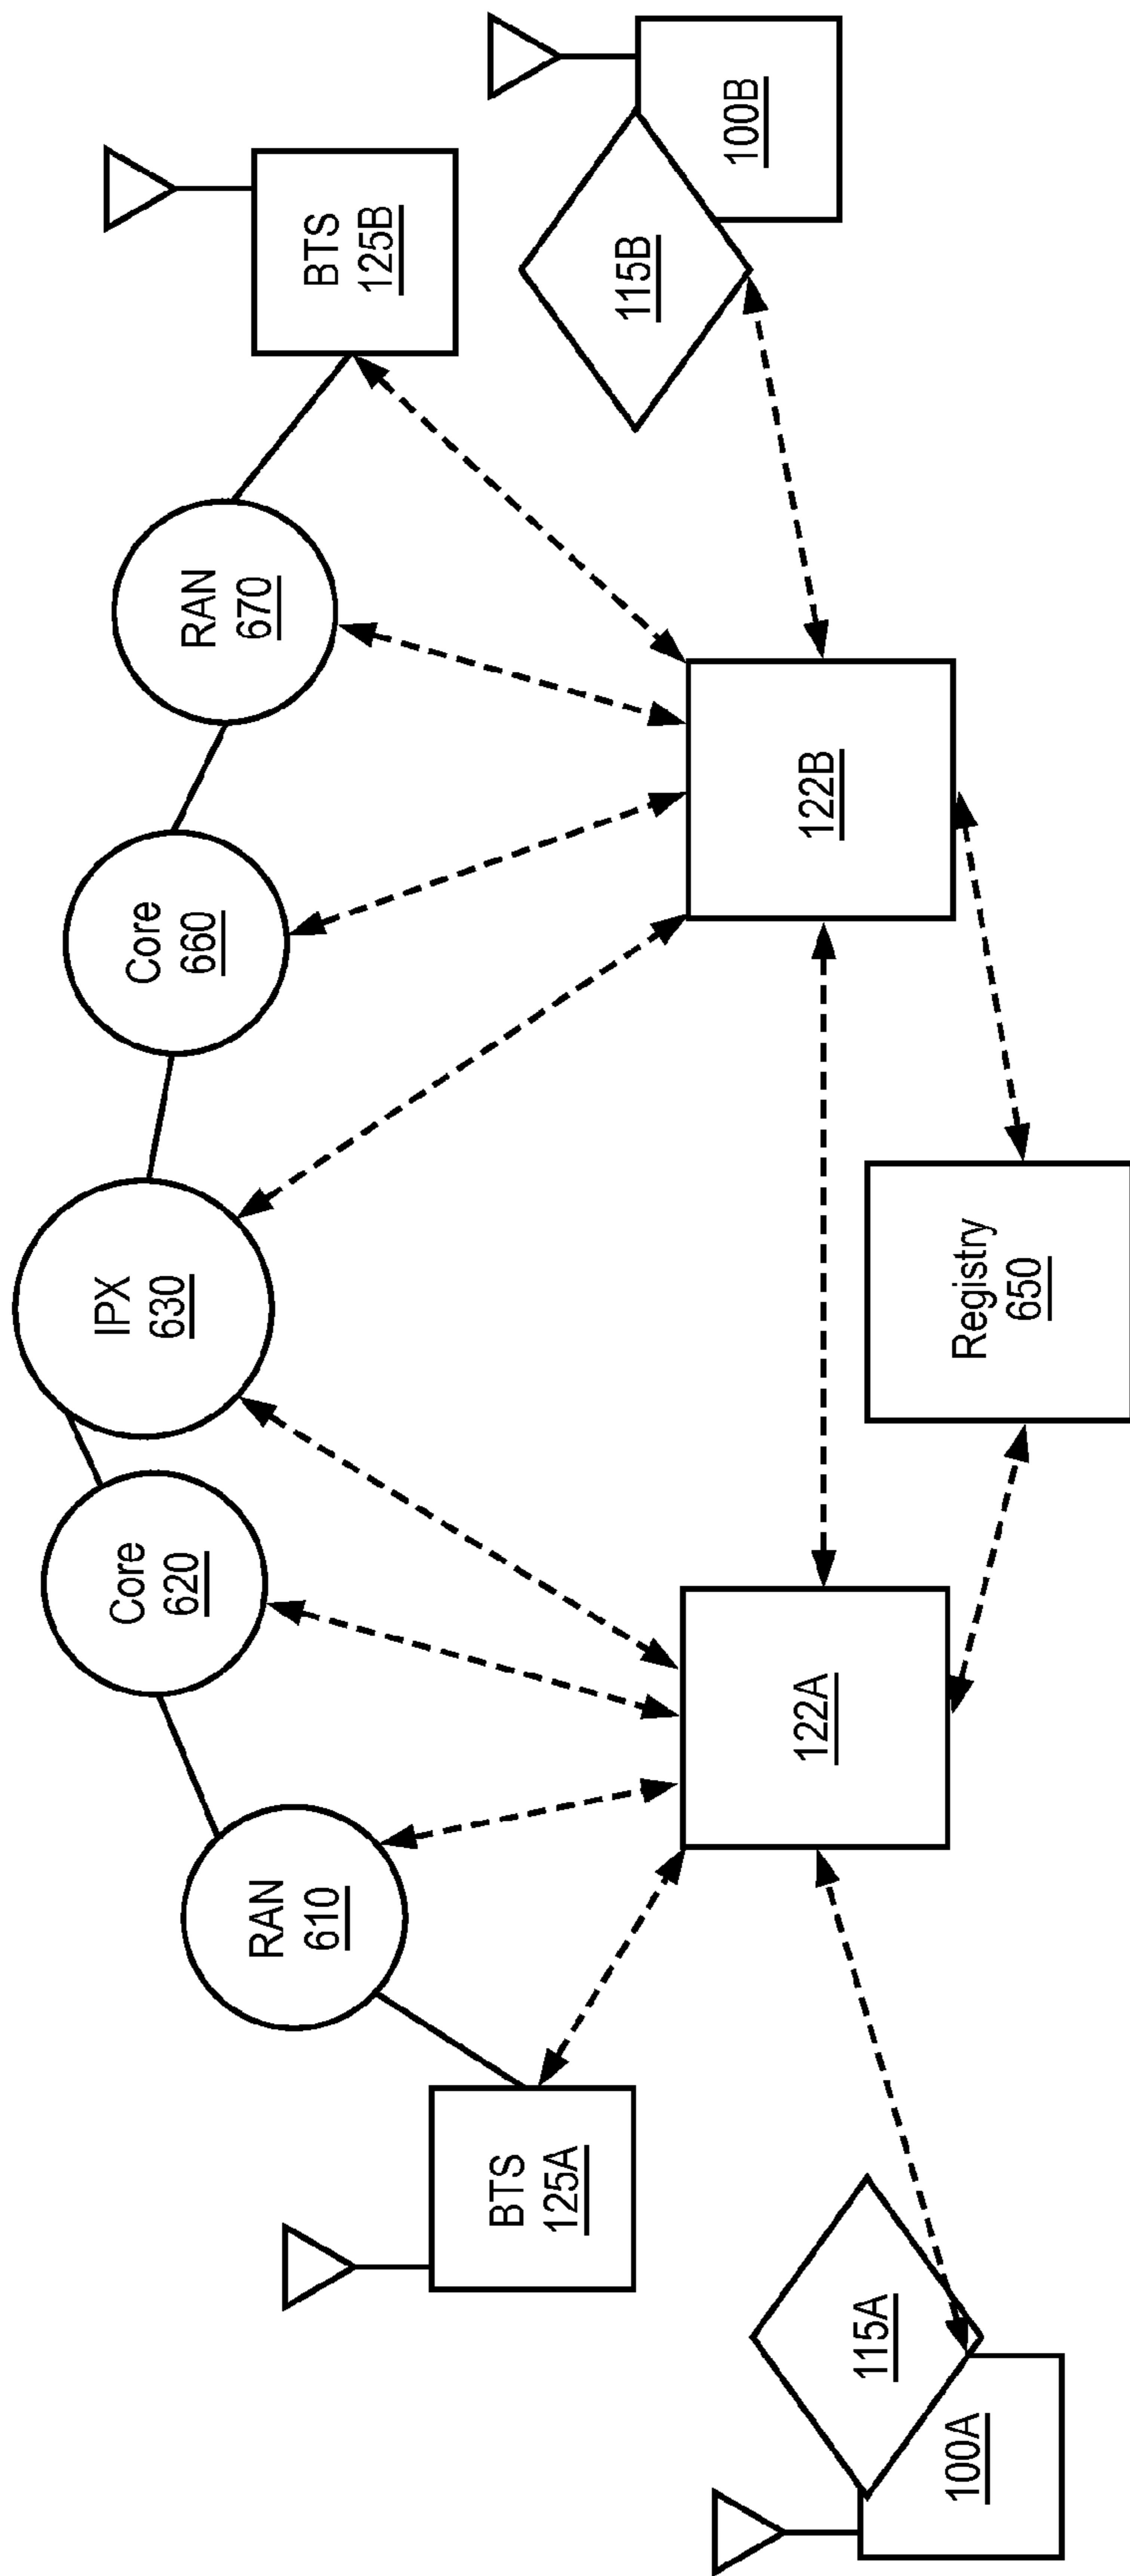 IPX
630
Core
620
Core
660
RAN
610
RAN
670
BTS
125A
BTS
125B
115A
100A
115B
100B
122A
122B
Registry
650